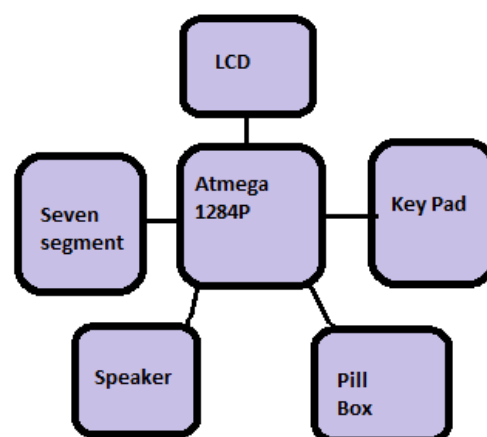 LCD
Atmega
1284P
Seven
segment
Key Pad
Speaker
Pill
Box